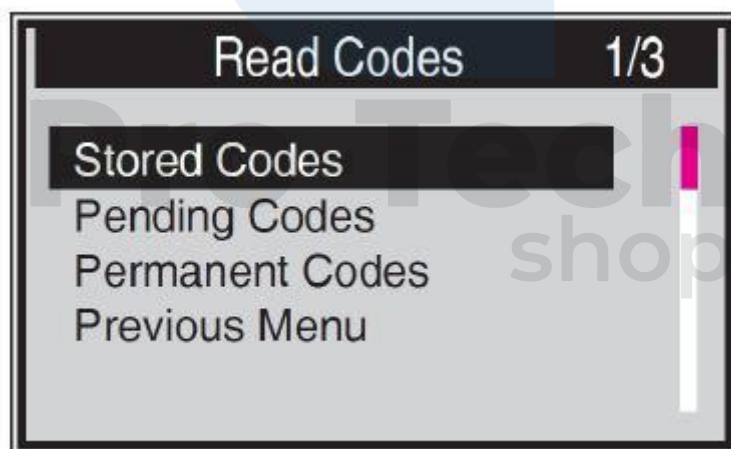 Read Codes 1/3
Stored Codes
Pro Tech
Pending Codes
shop
Permanent Codes
Previous Menu